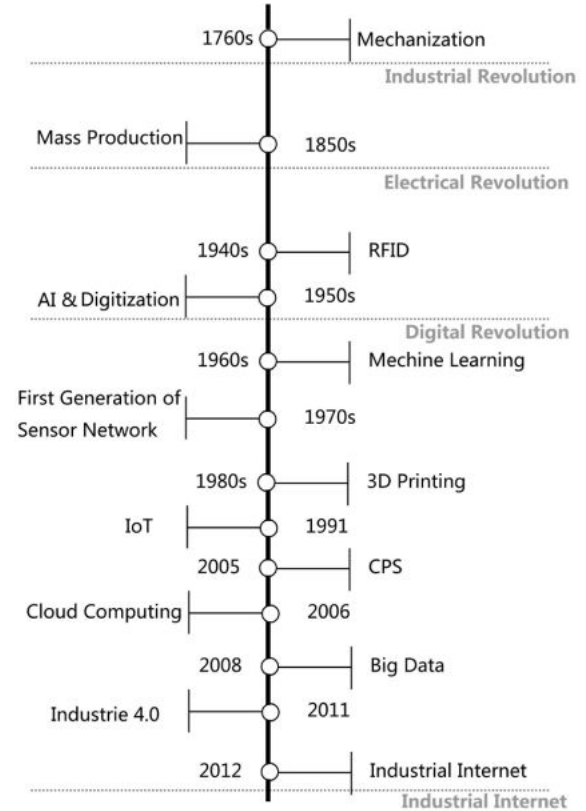 1760s Mechanization
Industrial Revolution
Mass Production 1850s
Electrical Revolution
1940s RFID
AI & Digitization 1950s
Digital Revolution
1960s Mechine Learning
First Generation of
Sensor Network 1970s
1980s 3D Printing
IoT 1991
2005 CPS
Cloud Computing 2006
2008 Big Data
Industrie 4.0 2011
2012 Industrial Internet
Industrial Internet